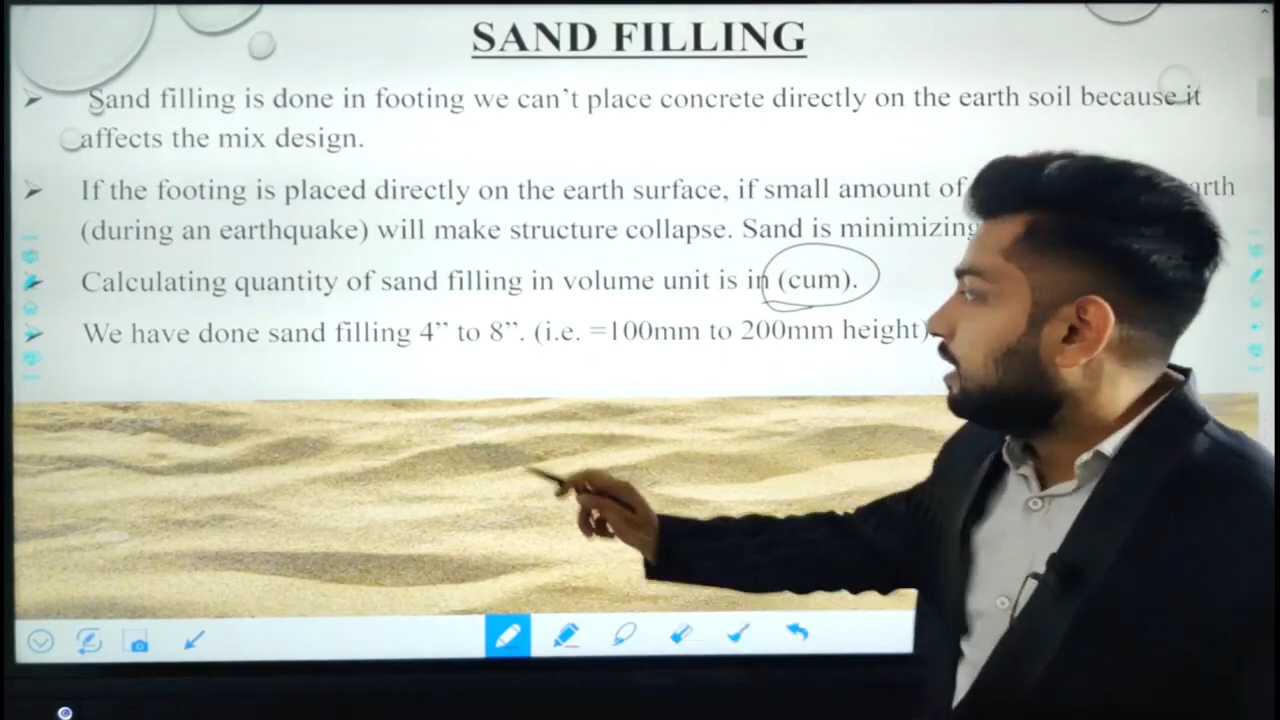 SAND FILLING
Sand filling is done in footing we can't place concrete directly on the earth soil because it
affects the mix design.
If the footing is placed directly on the earth surface, if small amount of
(during an earthquake) will make structure collapse. Sand is minimizing
Calculating quantity of sand filling in volume unit is in (cum).
We have done sand filling 4” to 8”. (i.e. =100mm to 200mm height)